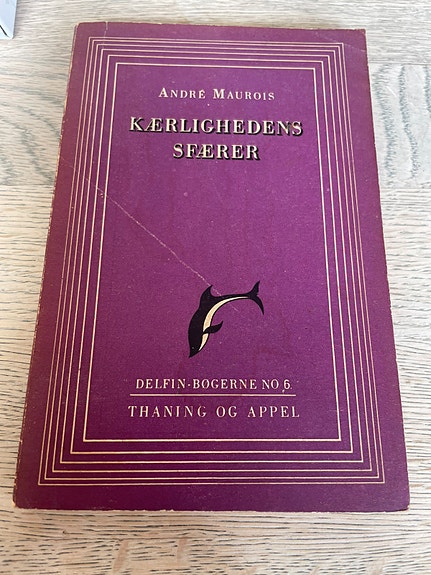 ANDRÉ MAUROIS
KÆRLIGHEDENS
SFÆRER
DELFIN-BØGERNE NO 6.
THANING OG APPEL